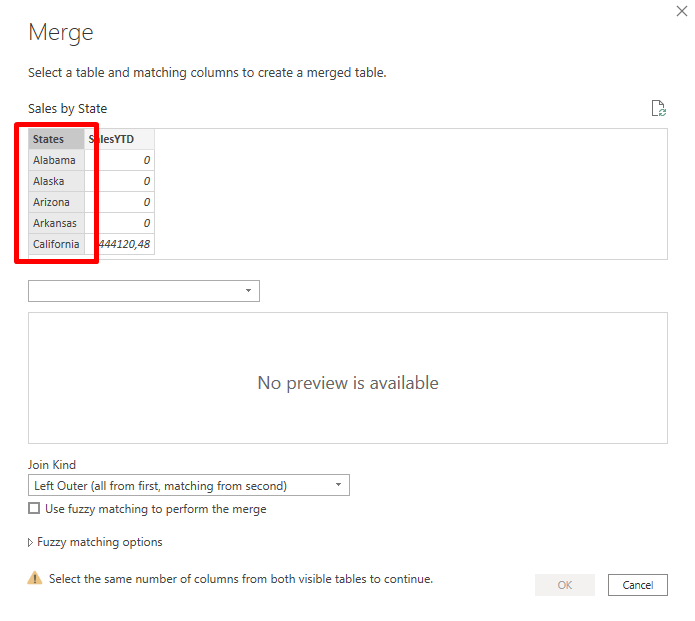 Merge
Select a table and matching columns to create a merged table.
Sales by State
States SalesYTD
Alabama 0
Alaska 0
Arizona 0
Arkansas 0
California 444120,48
No preview is available
Join Kind
Left Outer (all from first, matching from second)
Use fuzzy matching to perform the merge
Fuzzy matching options
Select the same number of columns from both visible tables to continue.
OK Cancel